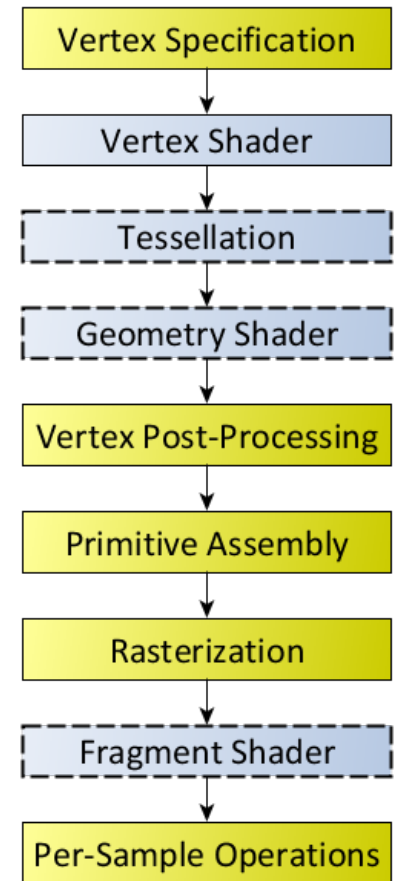 Vertex Specification
Vertex Shader
Tessellation
Geometry Shader
Vertex Post-Processing
Primitive Assembly
Rasterization
Fragment Shader
Per-Sample Operations